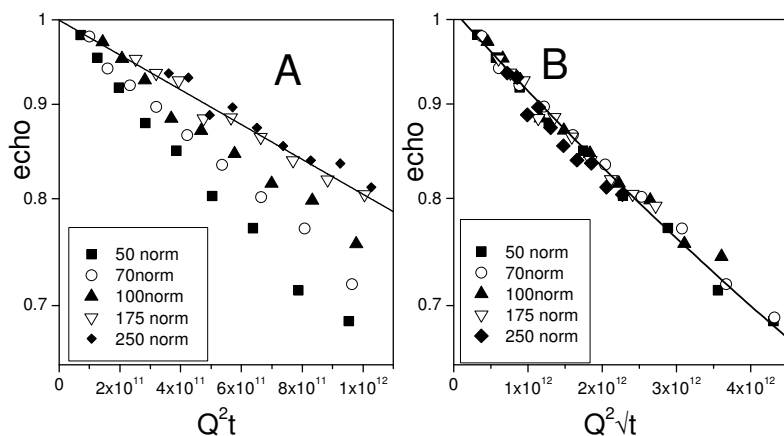 A
echo
1
0.9
0.8
0.7
50 norm
70norm
100norm
175 norm
250 norm
0
2x10¹¹
4x10¹¹
6x10¹¹
8x10¹¹
1x10¹²
Q²t
B
echo
1
0.9
0.8
0.7
50 norm
70norm
100norm
175 norm
250 norm
0
1x10¹²
2x10¹²
3x10¹²
4x10¹²
Q²√t